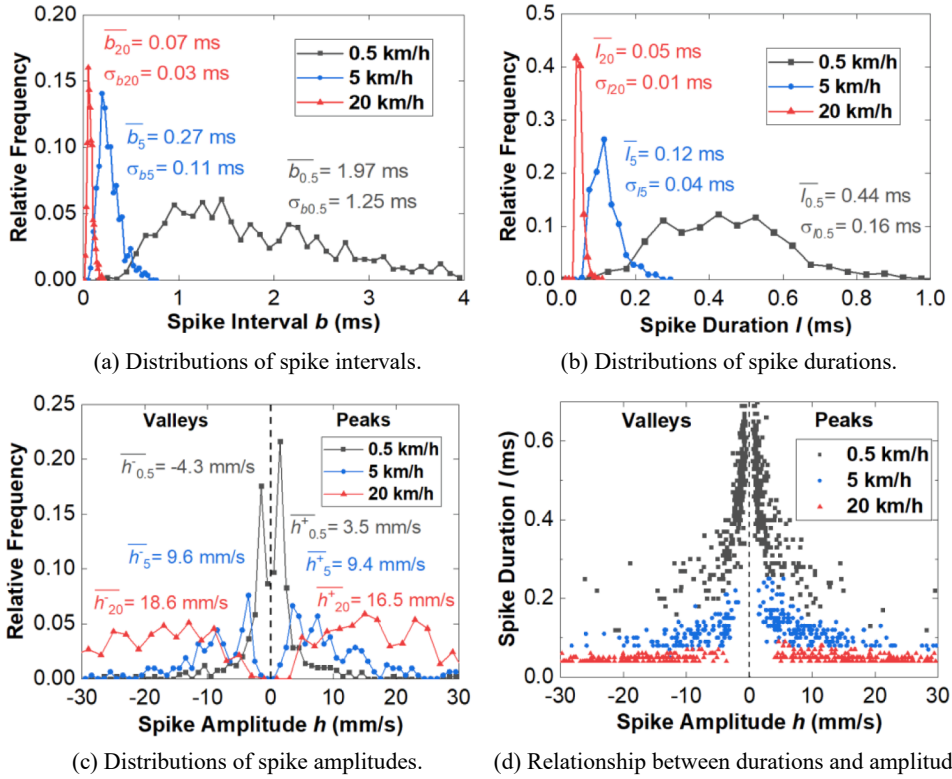 0.20
0.15
0.10
0.05
0.00
Relative Frequency
b20 = 0.07 ms
σb20 = 0.03 ms
0.5 km/h
5 km/h
20 km/h
b5 = 0.27 ms
σb5 = 0.11 ms
b0.5 = 1.97 ms
σb0.5 = 1.25 ms
0 1 2 3 4
Spike Interval b (ms)
(a) Distributions of spike intervals.
0.5
0.4
0.3
0.2
0.1
0.0
Relative Frequency
l20 = 0.05 ms
σl20 = 0.01 ms
0.5 km/h
5 km/h
20 km/h
l5 = 0.12 ms
σl5 = 0.04 ms
l0.5 = 0.44 ms
σl0.5 = 0.16 ms
0.0 0.2 0.4 0.6 0.8 1.0
Spike Duration l (ms)
(b) Distributions of spike durations.
0.25
0.20
0.15
0.10
0.05
0.00
Relative Frequency
Valleys Peaks
0.5 km/h
5 km/h
20 km/h
h-0.5 = -4.3 mm/s
h+0.5 = 3.5 mm/s
h-5 = 9.6 mm/s
h+5 = 9.4 mm/s
h-20 = 18.6 mm/s
h+20 = 16.5 mm/s
-30 -20 -10 0 10 20 30
Spike Amplitude h (mm/s)
(c) Distributions of spike amplitudes.
0.6
0.4
0.2
0.0
Spike Duration l (ms)
Valleys Peaks
0.5 km/h
5 km/h
20 km/h
-30 -20 -10 0 10 20 30
Spike Amplitude h (mm/s)
(d) Relationship between durations and amplitud